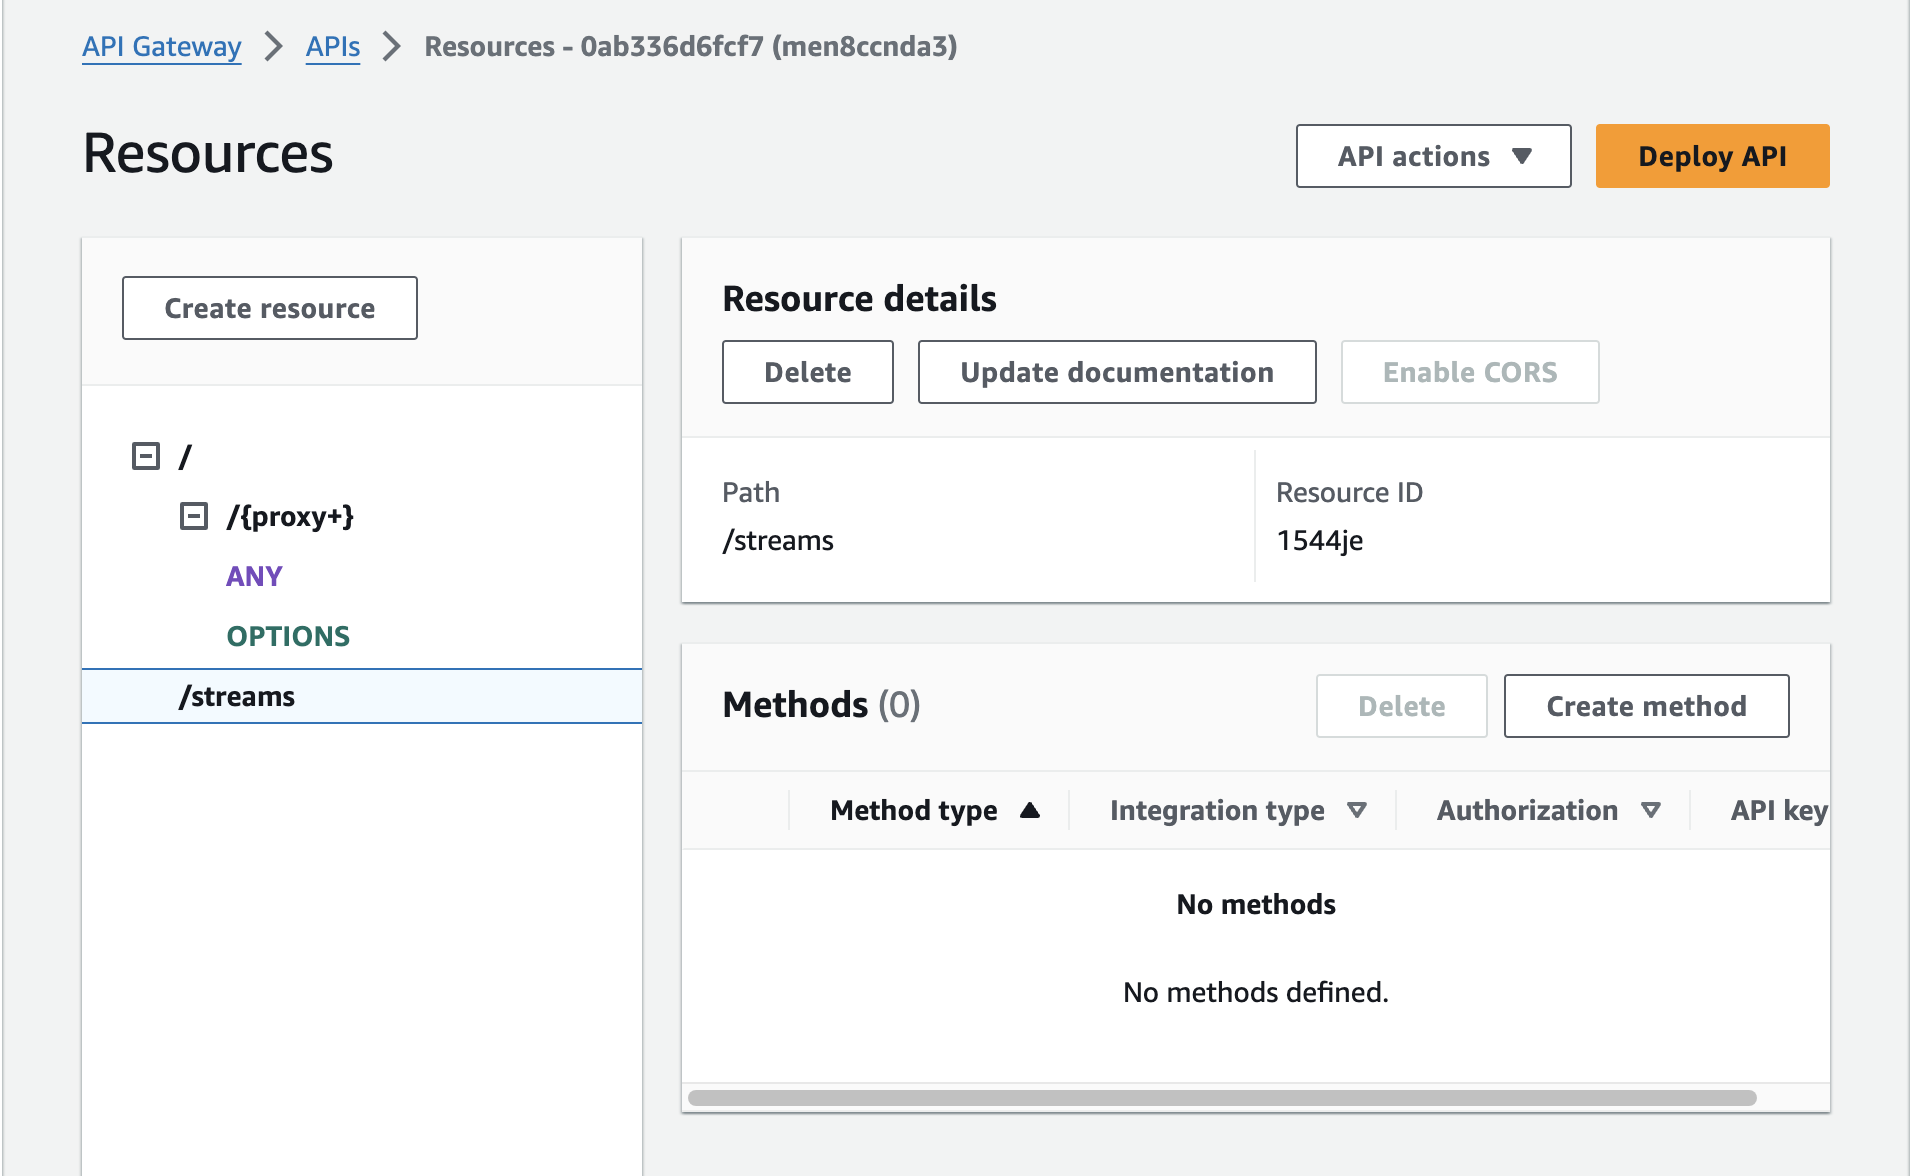 API Gateway > APIs > Resources - 0ab336d6fcf7 (men8ccnda3)
Resources
API actions ▼ Deploy API
Create resource
/
/{proxy+}
ANY
OPTIONS
/streams
Resource details
Delete Update documentation Enable CORS
Path Resource ID
/streams 1544je
Methods (0) Delete Create method
Method type Integration type Authorization API key
No methods
No methods defined.